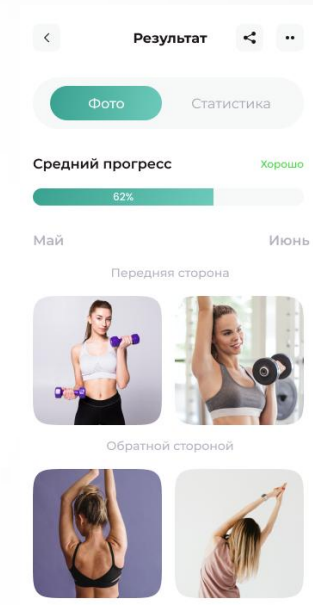 Результат
Фото Статистика
Средний прогресс Хорошо
62%
Май Июнь
Передняя сторона
Обратной стороной